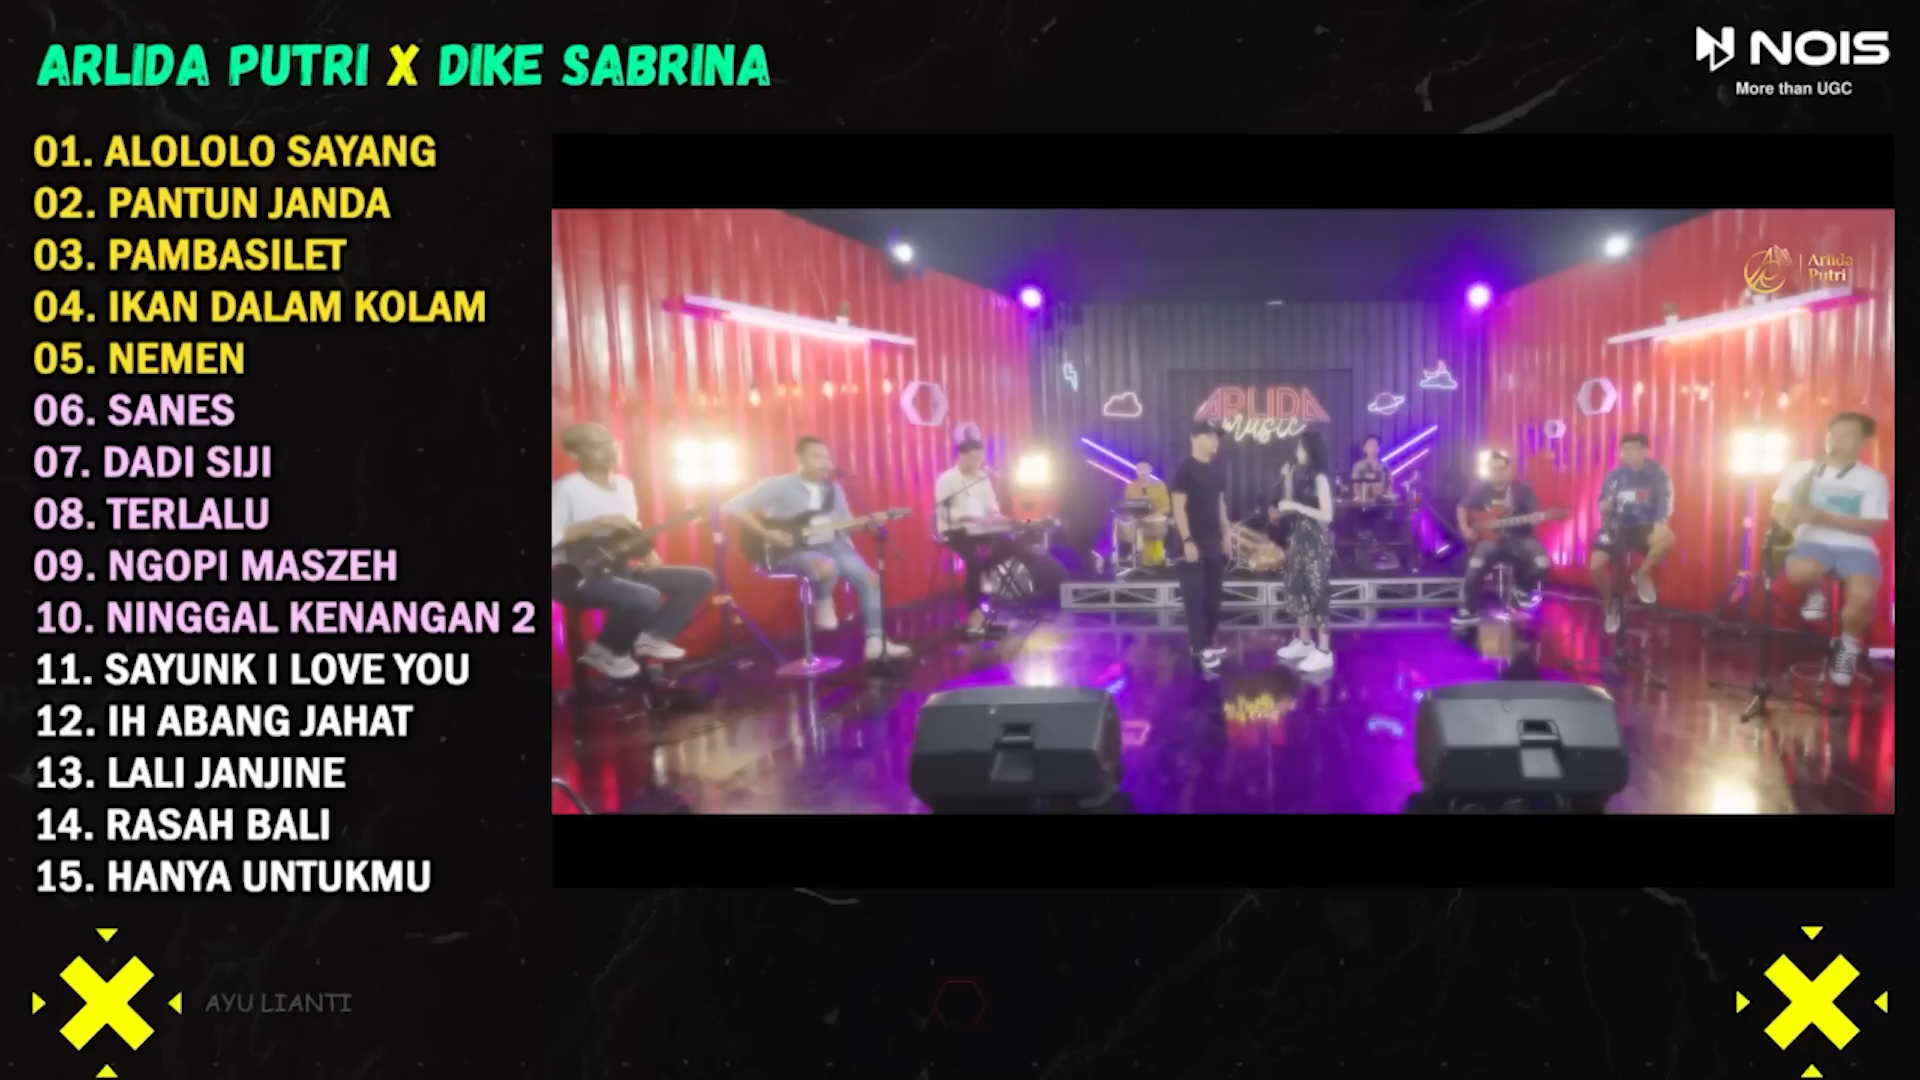 ARLIDA PUTRI X DIKE SABRINA
NOIS
More than UGC
01. ALOLOLO SAYANG
02. PANTUN JANDA
03. PAMBASILET
04. IKAN DALAM KOLAM
05. NEMEN
06. SANES
07. DADI SIJI
08. TERLALU
09. NGOPI MASZEH
10. NINGGAL KENANGAN 2
11. SAYUNK I LOVE YOU
12. IH ABANG JAHAT
13. LALI JANJINE
14. RASAH BALI
15. HANYA UNTUKMU
Arlida
Putri
ARLIDA
Music
AYU LIANTI